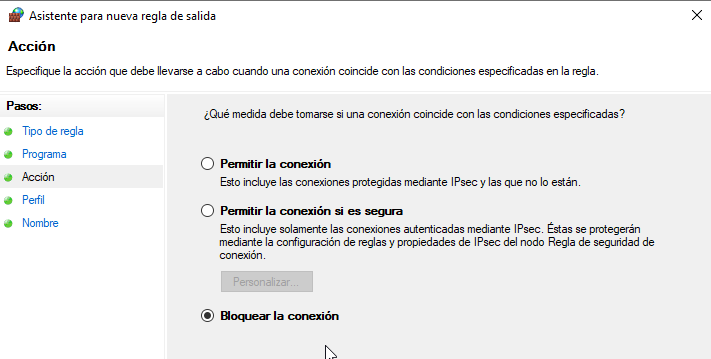 Asistente para nueva regla de salida
Acción
Especifique la acción que debe llevarse a cabo cuando una conexión coincide con las condiciones especificadas en la regla.
Pasos:
Tipo de regla
Programa
Acción
Perfil
Nombre
¿Qué medida debe tomarse si una conexión coincide con las condiciones especificadas?
Permitir la conexión
Esto incluye las conexiones protegidas mediante IPsec y las que no lo están.
Permitir la conexión si es segura
Esto incluye solamente las conexiones autenticadas mediante IPsec. Éstas se protegerán
mediante la configuración de reglas y propiedades de IPsec del nodo Regla de seguridad de
conexión.
Personalizar...
Bloquear la conexión